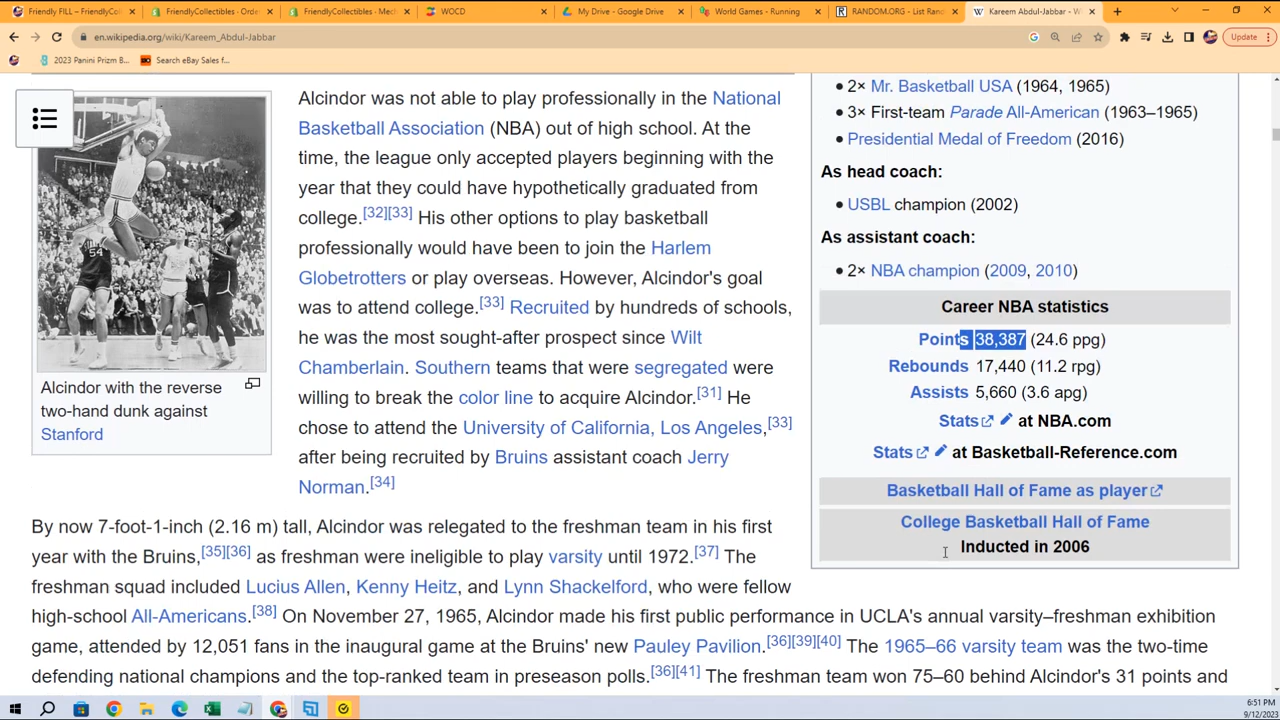 Friendly FILL – FriendlyCollec
FriendlyCollectibles - Orde
FriendlyCollectibles - Mecl
WOCD
My Drive - Google Drive
World Games - Running
RANDOM.ORG - List Ran
Kareem Abdul-Jabbar - W
en.wikipedia.org/wiki/Kareem_Abdul-Jabbar
Update
2023 Panini Prizm B...
Search eBay Sales f...
54
Alcindor with the reverse
two-hand dunk against
Stanford
Alcindor was not able to play professionally in the National
Basketball Association (NBA) out of high school. At the
time, the league only accepted players beginning with the
year that they could have hypothetically graduated from
college.[32][33] His other options to play basketball
professionally would have been to join the Harlem
Globetrotters or play overseas. However, Alcindor's goal
was to attend college.[33] Recruited by hundreds of schools,
he was the most sought-after prospect since Wilt
Chamberlain. Southern teams that were segregated were
willing to break the color line to acquire Alcindor.[31] He
chose to attend the University of California, Los Angeles,[33]
after being recruited by Bruins assistant coach Jerry
Norman.[34]
By now 7-foot-1-inch (2.16 m) tall, Alcindor was relegated to the freshman team in his first
year with the Bruins,[35][36] as freshmen were ineligible to play varsity until 1972.[37] The
freshman squad included Lucius Allen, Kenny Heitz, and Lynn Shackelford, who were fellow
high-school All-Americans.[38] On November 27, 1965, Alcindor made his first public performance in UCLA's annual varsity–freshman exhibition
game, attended by 12,051 fans in the inaugural game at the Bruins' new Pauley Pavilion.[36][39][40] The 1965–66 varsity team was the two-time
defending national champions and the top-ranked team in preseason polls.[36][41] The freshman team won 75–60 behind Alcindor's 31 points and
• 2× Mr. Basketball USA (1964, 1965)
• 3× First-team Parade All-American (1963–1965)
• Presidential Medal of Freedom (2016)
As head coach:
• USBL champion (2002)
As assistant coach:
• 2× NBA champion (2009, 2010)
Career NBA statistics
Points 38,387 (24.6 ppg)
Rebounds 17,440 (11.2 rpg)
Assists 5,660 (3.6 apg)
Stats at NBA.com
Stats at Basketball-Reference.com
Basketball Hall of Fame as player
College Basketball Hall of Fame
Inducted in 2006
6:51 PM
9/12/2023